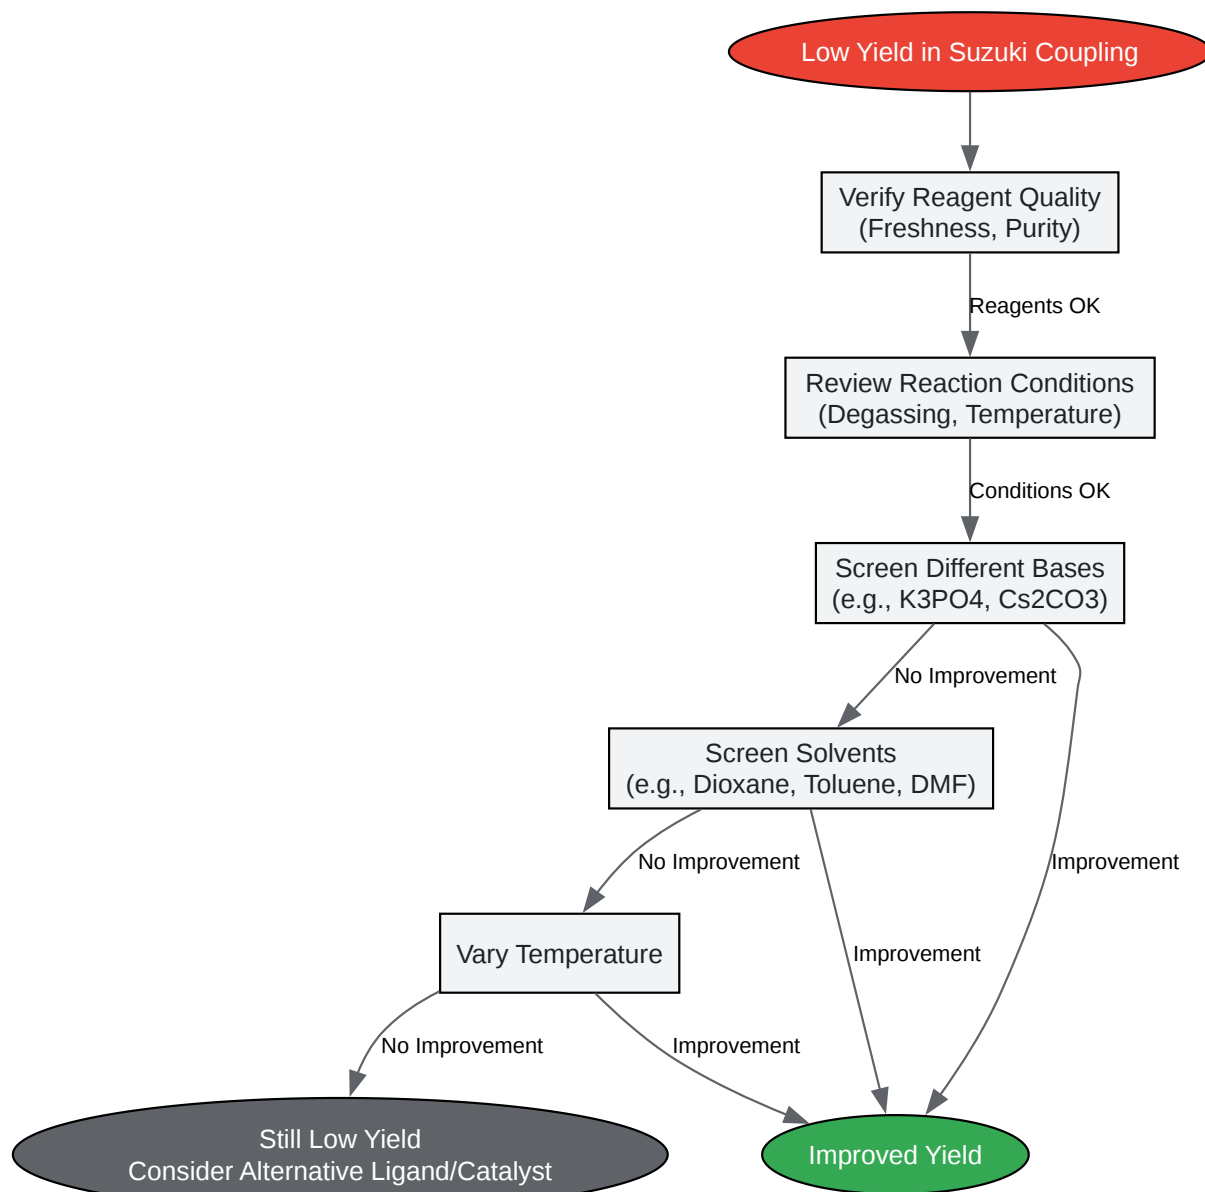 Low Yield in Suzuki Coupling
Verify Reagent Quality
(Freshness, Purity)
Reagents OK
Review Reaction Conditions
(Degassing, Temperature)
Conditions OK
Screen Different Bases
(e.g., K3PO4, Cs2CO3)
No Improvement
Screen Solvents
(e.g., Dioxane, Toluene, DMF)
No Improvement
Improvement
Vary Temperature
Improvement
No Improvement
Improvement
Still Low Yield
Consider Alternative Ligand/Catalyst
Improved Yield